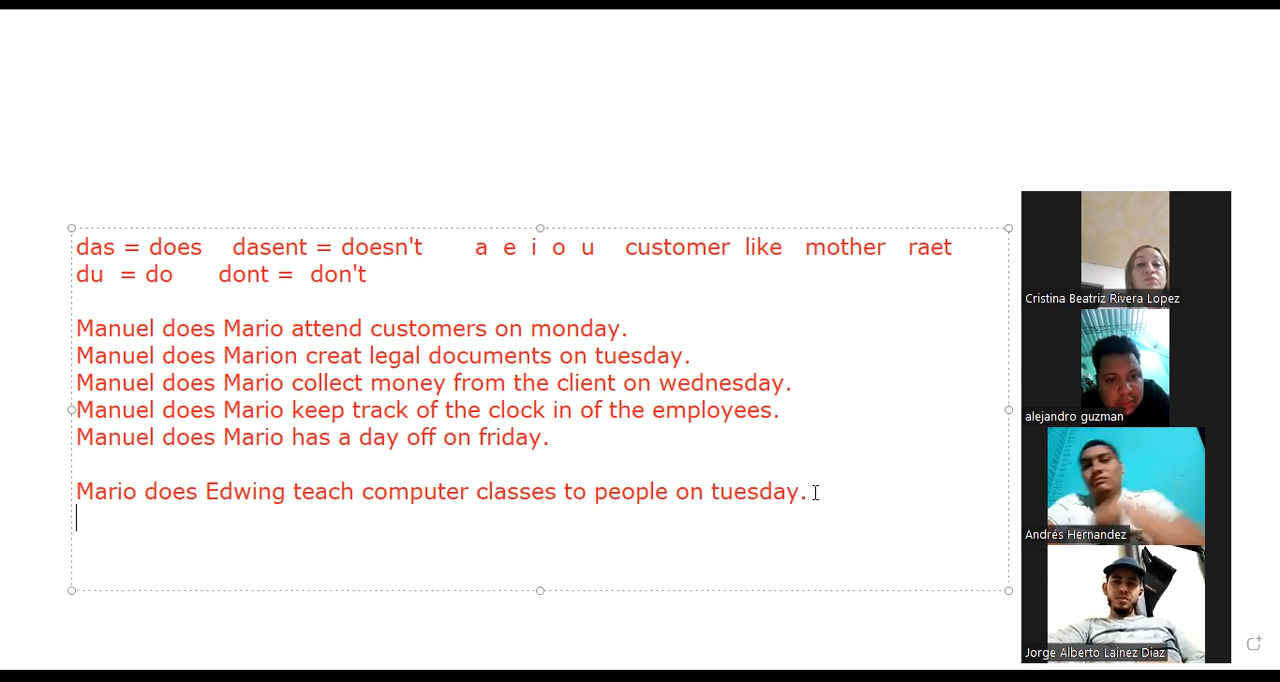 das = does dasent = doesn't a e i o u customer like mother raet
du = do dont = don't
Manuel does Mario attend customers on monday.
Manuel does Marion creat legal documents on tuesday.
Manuel does Mario collect money from the client on wednesday.
Manuel does Mario keep track of the clock in of the employees.
Manuel does Mario has a day off on friday.
Mario does Edwing teach computer classes to people on tuesday.
Cristina Beatriz Rivera Lopez
alejandro guzman
Andrés Hernandez
Jorge Alberto Lainez Diaz